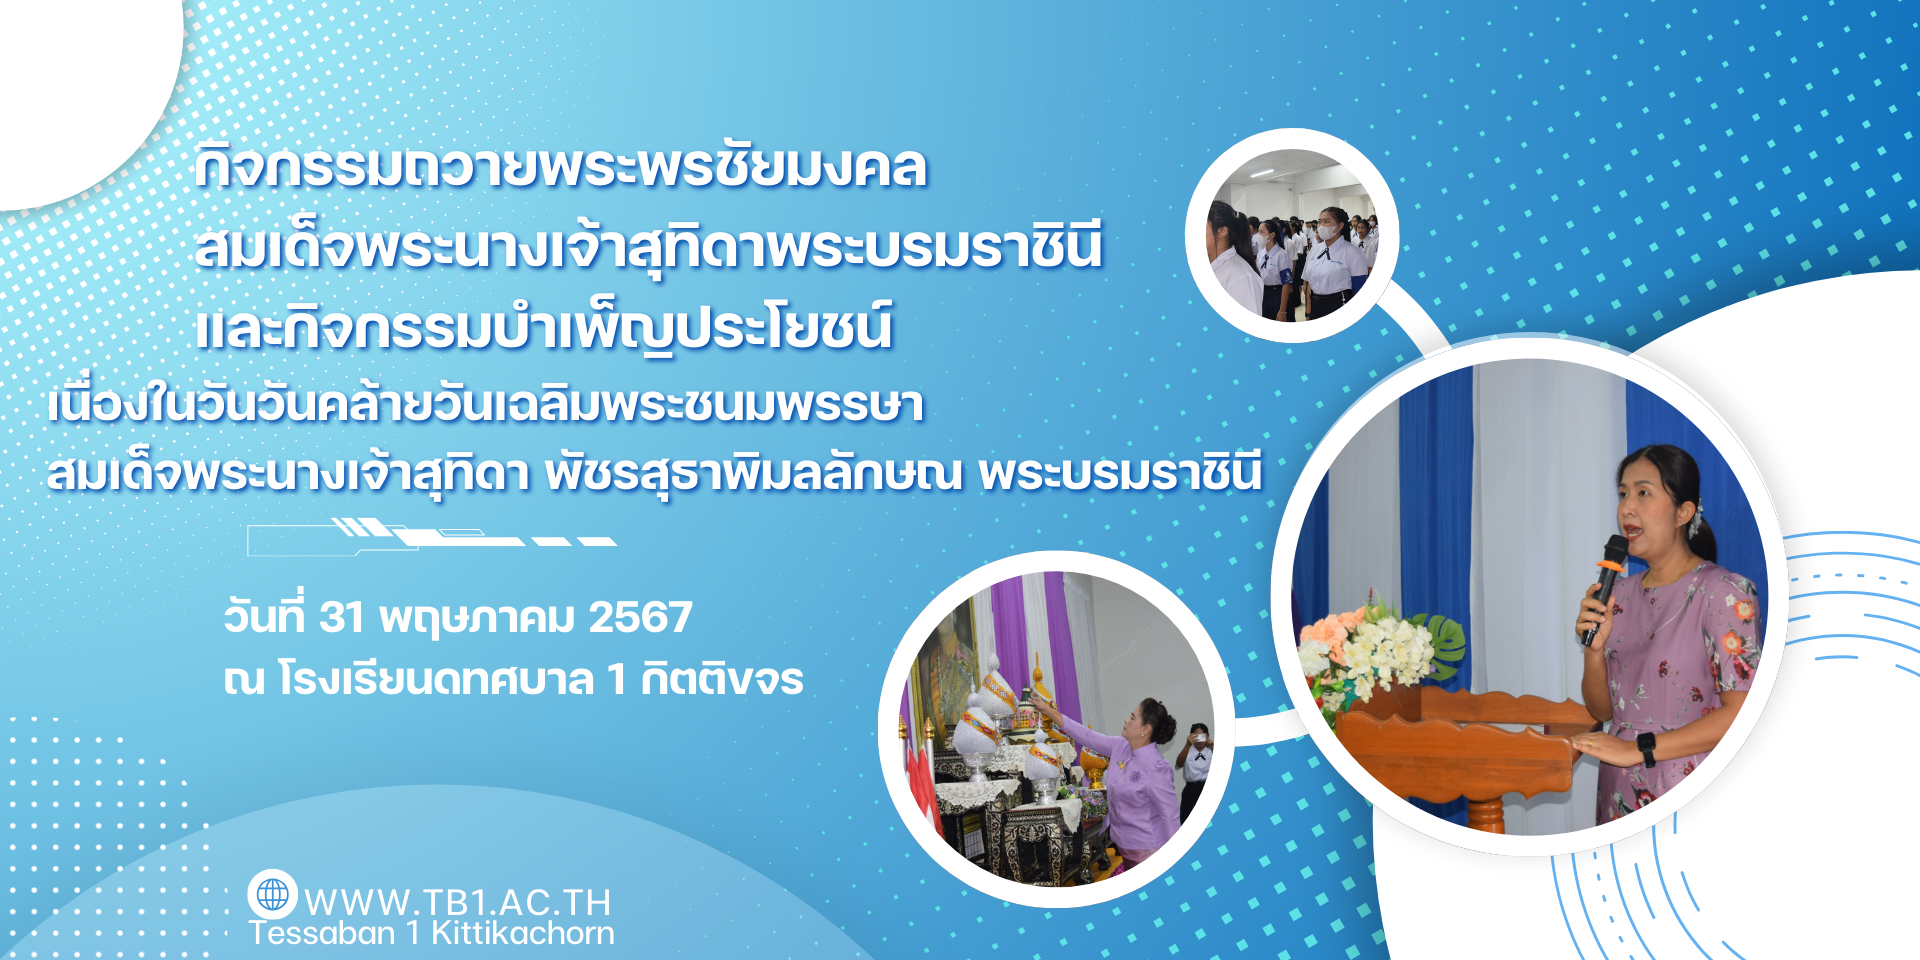 กิจกรรมถวายพระพรชัยมงคล
สมเด็จพระนางเจ้าสุทิดาพระบรมราชินี
และกิจกรรมบำเพ็ญประโยชน์
เนื่องในวันวันคล้ายวันเฉลิมพระชนมพรรษา
สมเด็จพระนางเจ้าสุทิดา พัชรสุธาพิมลลักษณ พระบรมราชินี
วันที่ 31 พฤษภาคม 2567
ณ โรงเรียนดทศบาล 1 กิตติขจร
WWW.TB1.AC.TH
Tessaban 1 Kittikachorn